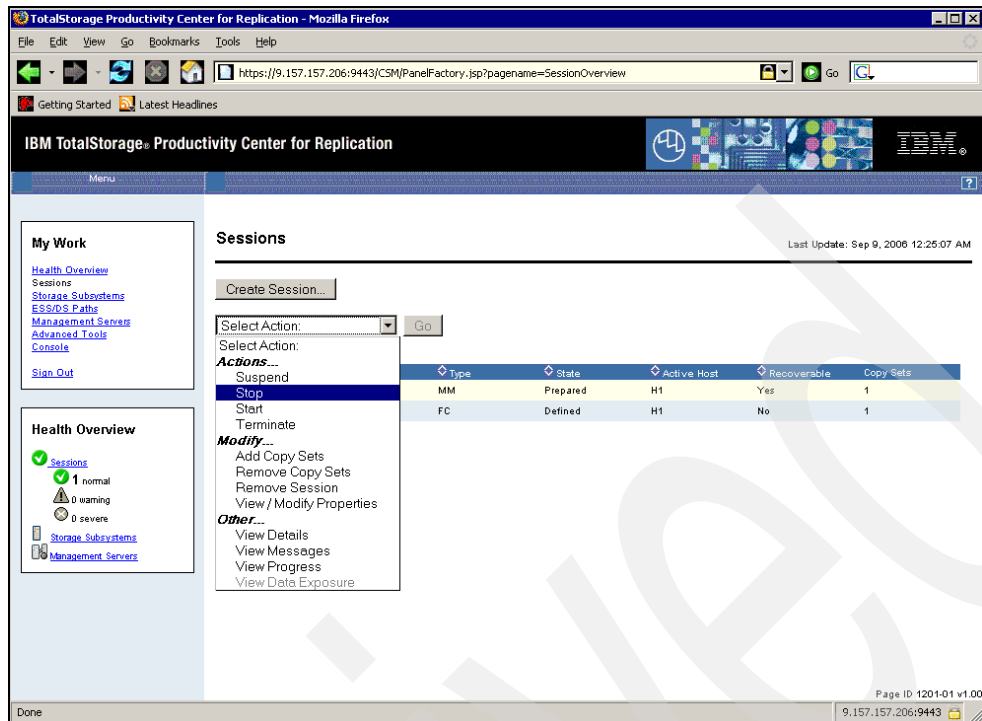 TotalStorage Productivity Center for Replication - Mozilla Firefox
File Edit View Go Bookmarks Tools Help
https://9.157.157.206:9443/CSM/PanelFactory.jsp?pagename=SessionOverview Go G
Getting Started Latest Headlines
IBM TotalStorage® Productivity Center for Replication IBM®
Menu ?
My Work
Health Overview
Sessions
Storage Subsystems
ESS/DS Paths
Management Servers
Advanced Tools
Console
Sign Out
Health Overview
Sessions
1 normal
0 warning
0 severe
Storage Subsystems
Management Servers
Sessions
Last Update: Sep 9, 2006 12:25:07 AM
Create Session...
Select Action: Go
Select Action:
Actions...
Suspend
Stop
Start
Terminate
Modify...
Add Copy Sets
Remove Copy Sets
Remove Session
View / Modify Properties
Other...
View Details
View Messages
View Progress
View Data Exposure
Type State Active Host Recoverable Copy Sets
MM Prepared H1 Yes 1
FC Defined H1 No 1
Page ID 1201-01 v1.00
Done 9.157.157.206:9443